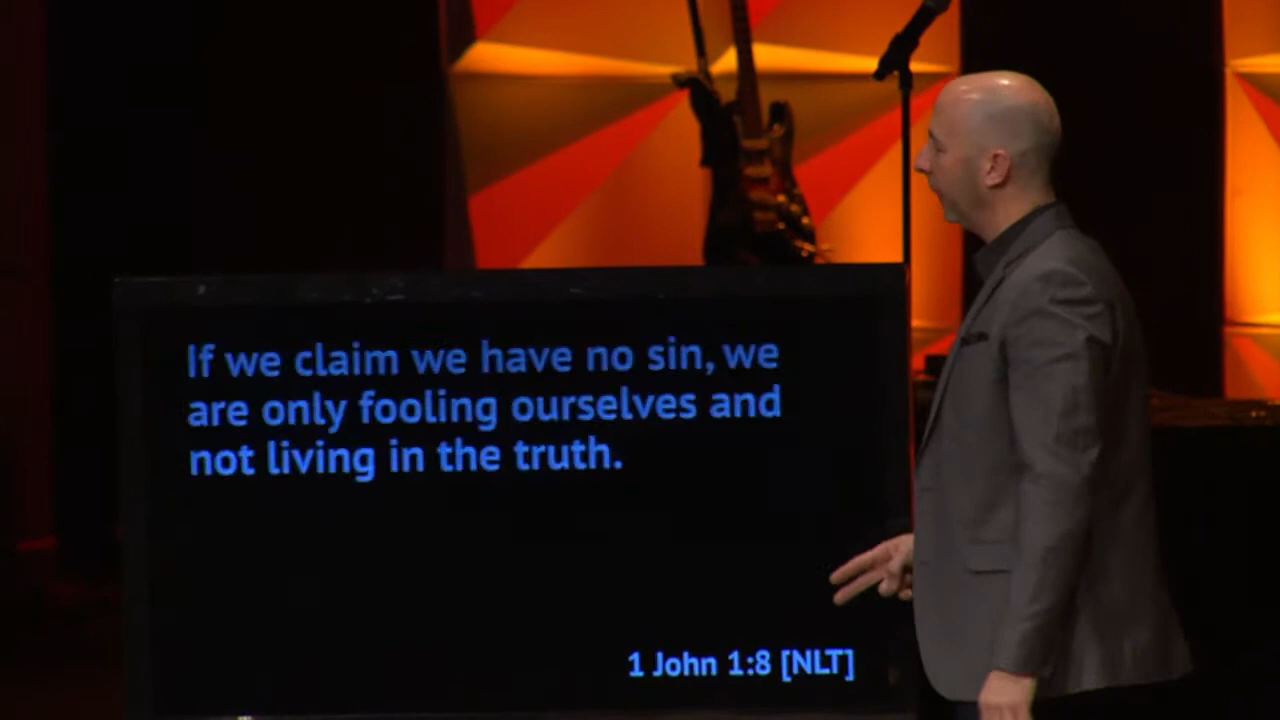 If we claim we have no sin, we
are only fooling ourselves and
not living in the truth.
1 John 1:8 [NLT]